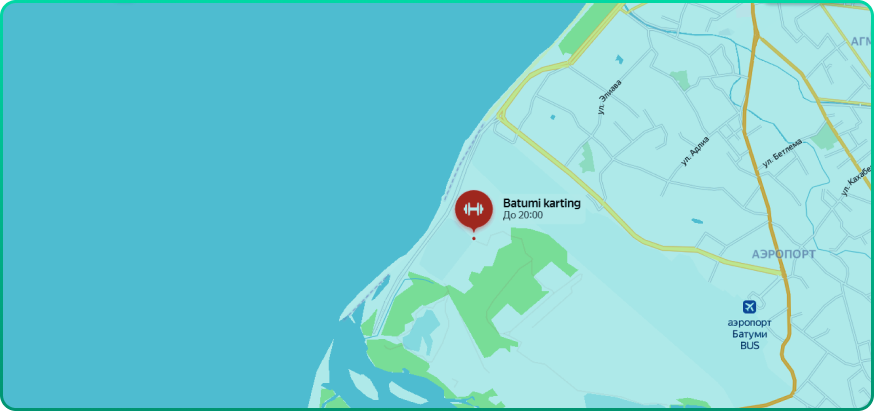 АГМ
ул. Элиава
ул. Адлиа
ул. Бетлема
ул. Кахабе
Batumi karting
До 20:00
АЭРОПОРТ
аэропорт
Батуми
BUS